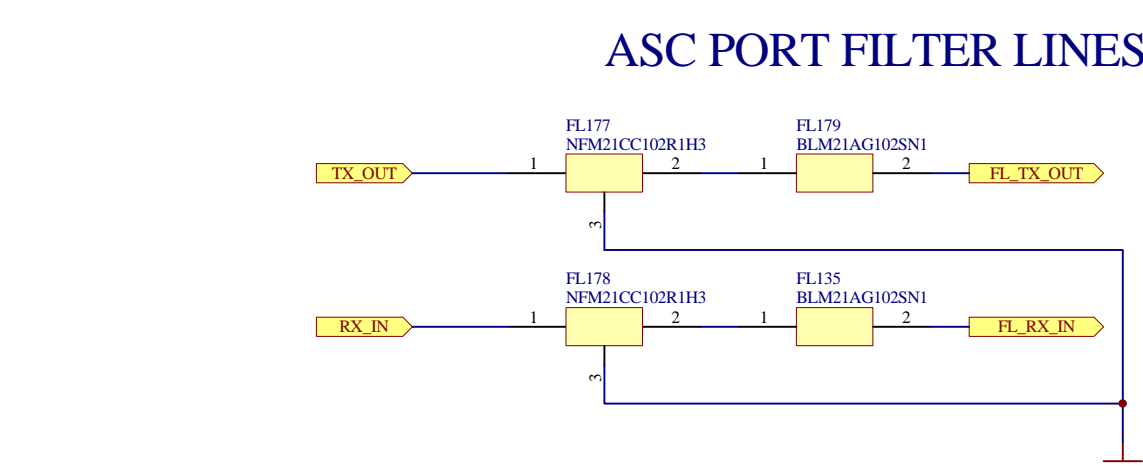 ASC PORT FILTER LINES
FL177
NFM21CC102R1H3
FL179
BLM21AG102SN1
TX_OUT
1
2
1
2
FL_TX_OUT
3
FL178
NFM21CC102R1H3
FL135
BLM21AG102SN1
RX_IN
1
2
1
2
FL_RX_IN
3